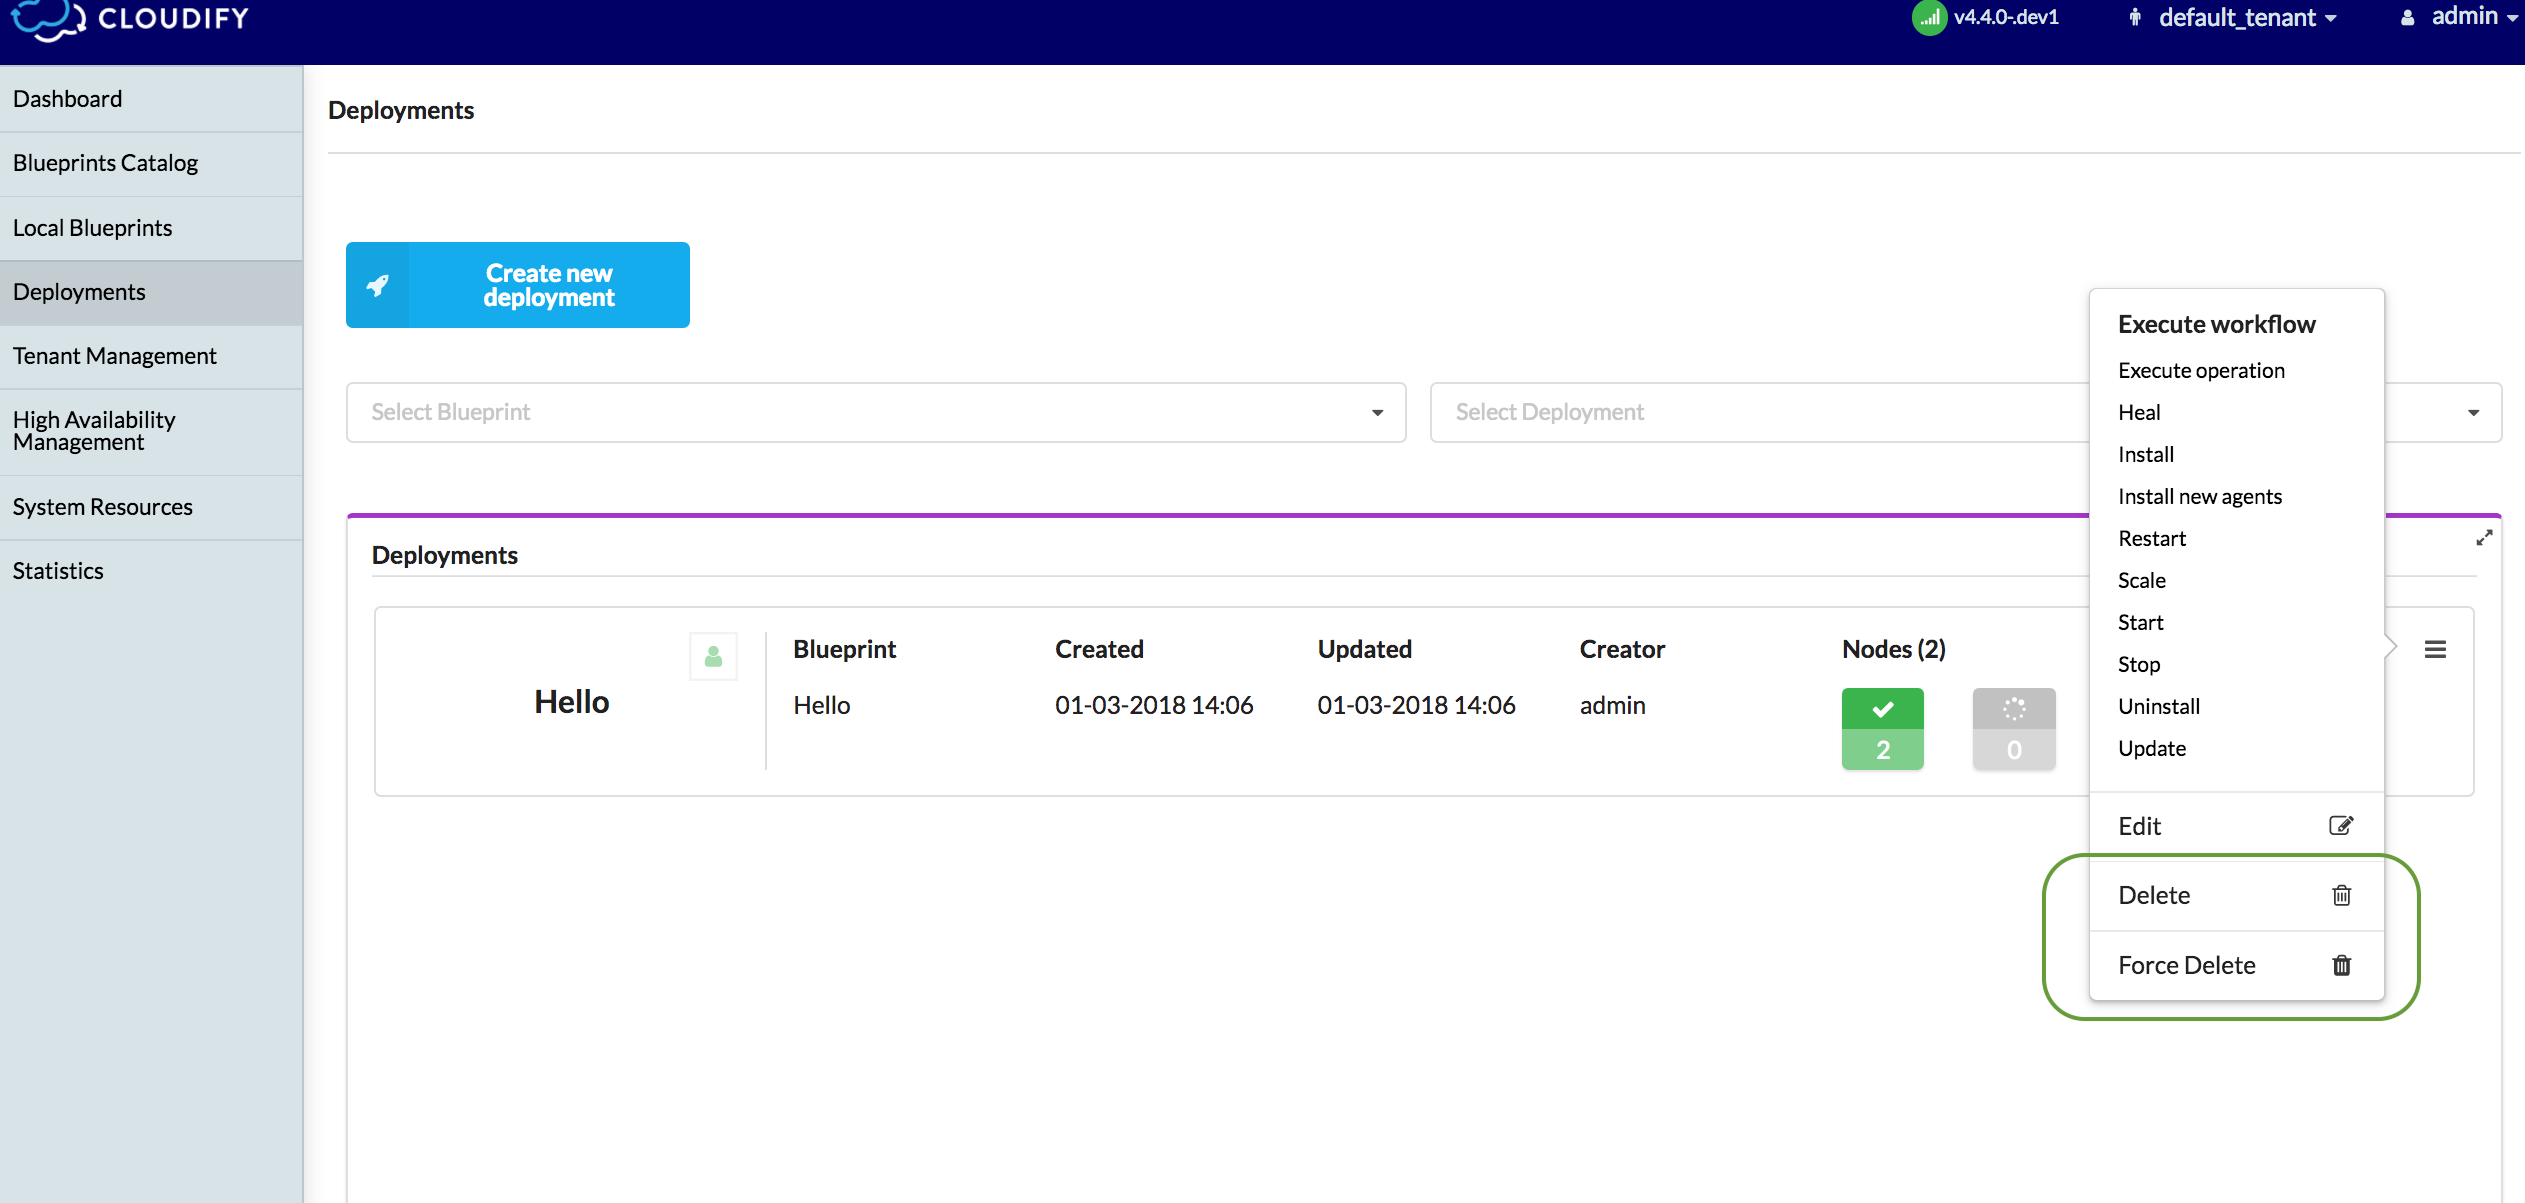 CLOUDIFY
v4.4.0-.dev1
default_tenant
admin
Dashboard
Blueprints Catalog
Local Blueprints
Deployments
Tenant Management
High Availability
Management
System Resources
Statistics
Deployments
Create new
deployment
Select Blueprint
Select Deployment
Deployments
Hello
Blueprint
Hello
Created
01-03-2018 14:06
Updated
01-03-2018 14:06
Creator
admin
Nodes (2)
2
0
Execute workflow
Execute operation
Heal
Install
Install new agents
Restart
Scale
Start
Stop
Uninstall
Update
Edit
Delete
Force Delete